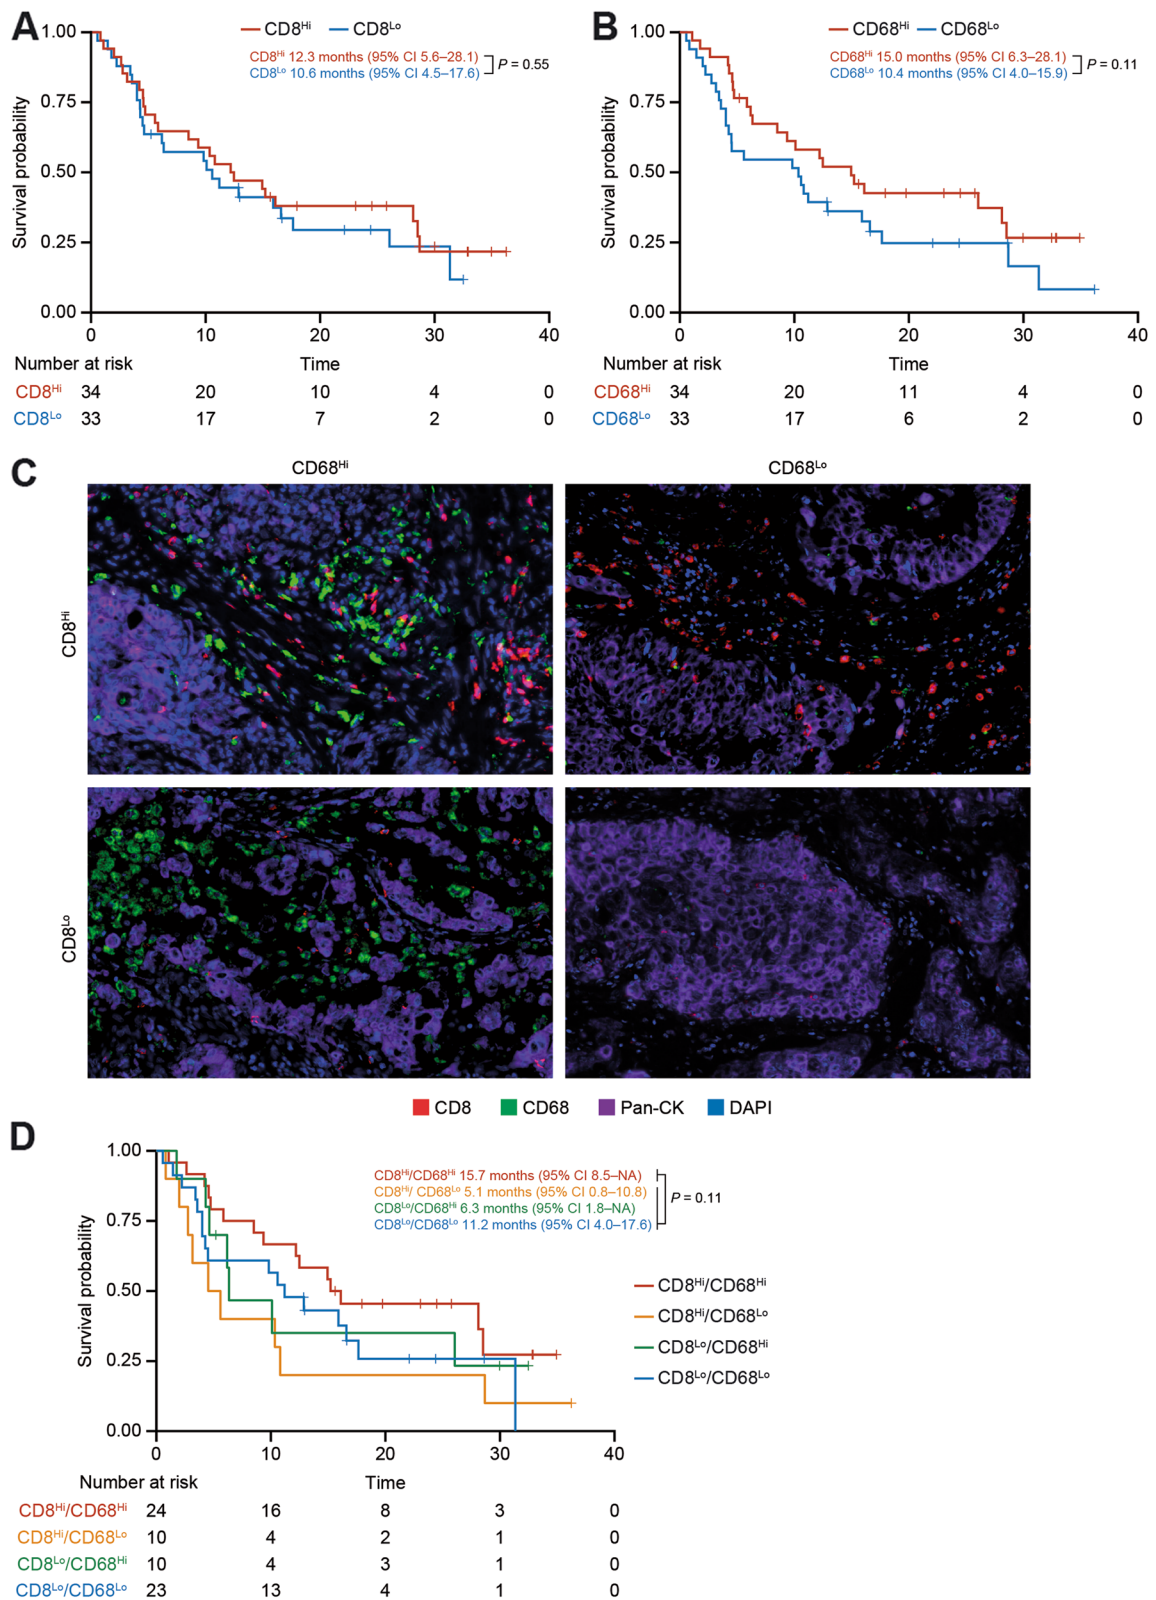 A
CD8Hi CD8Lo
CD8Hi 12.3 months (95% CI 5.6–28.1)
CD8Lo 10.6 months (95% CI 4.5–17.6)
P = 0.55
Survival probability
1.00
0.75
0.50
0.25
0.00
0 10 20 30 40
Number at risk Time
CD8Hi 34 20 10 4 0
CD8Lo 33 17 7 2 0
B
CD68Hi CD68Lo
CD68Hi 15.0 months (95% CI 6.3–28.1)
CD68Lo 10.4 months (95% CI 4.0–15.9)
P = 0.11
Survival probability
1.00
0.75
0.50
0.25
0.00
0 10 20 30 40
Number at risk Time
CD68Hi 34 20 11 4 0
CD68Lo 33 17 6 2 0
C
CD68Hi CD68Lo
CD8Hi
CD8Lo
CD8 CD68 Pan-CK DAPI
D
CD8Hi/CD68Hi 15.7 months (95% CI 8.5–NA)
CD8Hi/ CD68Lo 5.1 months (95% CI 0.8–10.8)
CD8Lo/CD68Hi 6.3 months (95% CI 1.8–NA)
CD8Lo/CD68Lo 11.2 months (95% CI 4.0–17.6)
P = 0.11
Survival probability
1.00
0.75
0.50
0.25
0.00
0 10 20 30 40
CD8Hi/CD68Hi
CD8Hi/CD68Lo
CD8Lo/CD68Hi
CD8Lo/CD68Lo
Number at risk Time
CD8Hi/CD68Hi 24 16 8 3 0
CD8Hi/CD68Lo 10 4 2 1 0
CD8Lo/CD68Hi 10 4 3 1 0
CD8Lo/CD68Lo 23 13 4 1 0